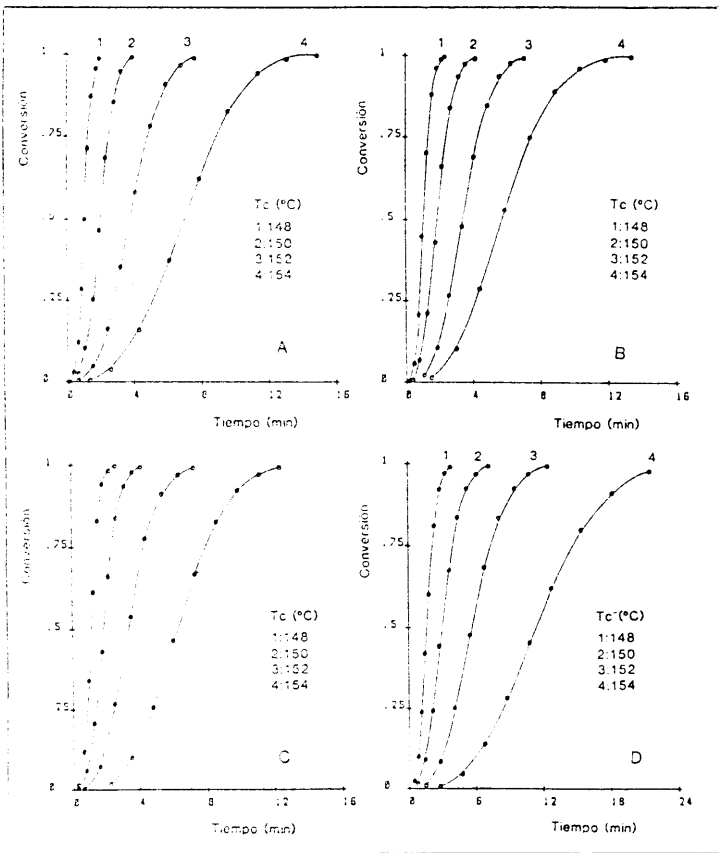 1 2 3 4
1
.75
.5
.25
0
Conversión
Tc (°C)
1:148
2:150
3:152
4:154
A
0 4 8 12 16
Tiempo (min)
1 2 3 4
1
.75
.5
.25
0
Conversión
Tc (°C)
1:148
2:150
3:152
4:154
B
0 4 8 12 16
Tiempo (min)
1
.75
.5
0
Conversión
Tc (°C)
1:148
2:150
3:152
4:154
C
0 4 8 12 16
Tiempo (min)
1 2 3 4
1
.75
.5
.25
0
Conversión
Tc (°C)
1:148
2:150
3:152
4:154
D
0 6 12 18 24
Tiempo (min)